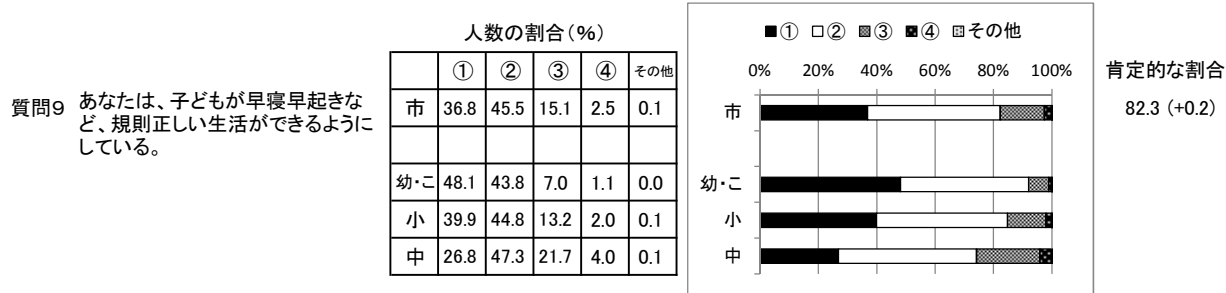 人数の割合(%)
① ② ③ ④ その他
市 36.8 45.5 15.1 2.5 0.1
幼・こ 48.1 43.8 7.0 1.1 0.0
小 39.9 44.8 13.2 2.0 0.1
中 26.8 47.3 21.7 4.0 0.1
質問9 あなたは、子どもが早寝早起きな
ど、規則正しい生活ができるように
している。
■① □② ③ ④ その他
0% 20% 40% 60% 80% 100%
市
幼・こ
小
中
肯定的な割合
82.3 (+0.2)